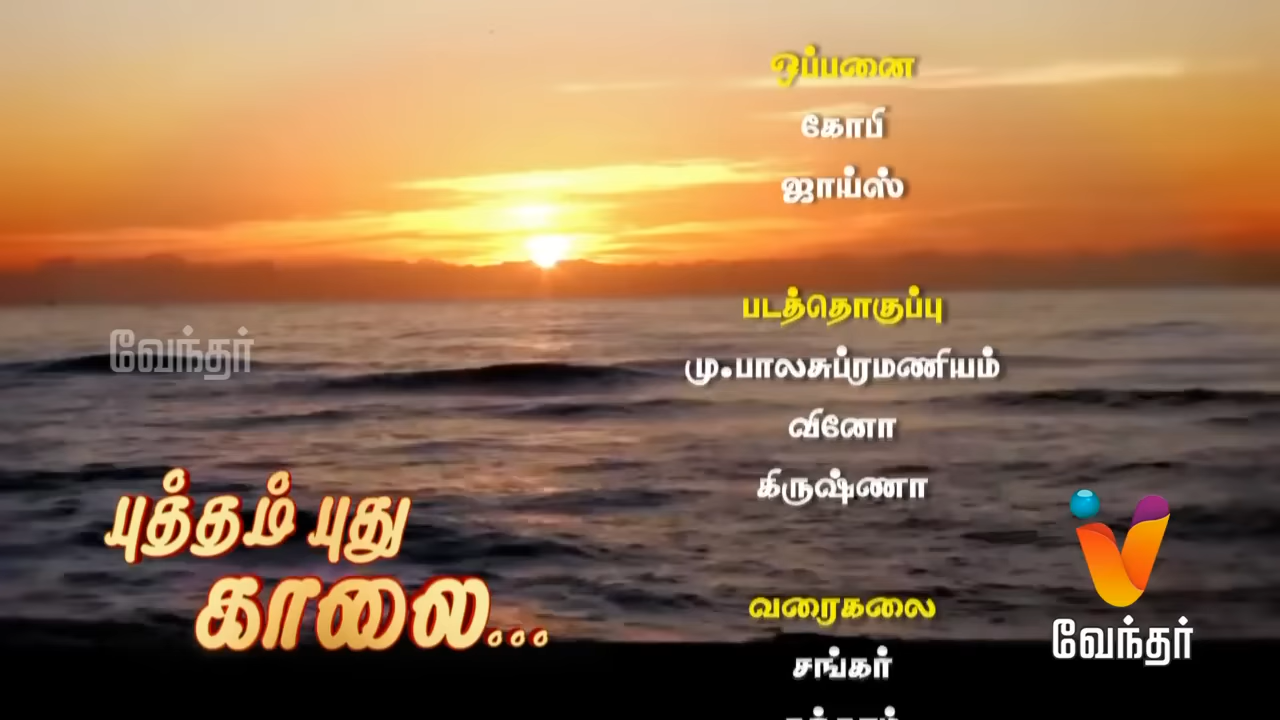 ஒப்பனை
கோபி
ஜாய்ஸ்
படத்தொகுப்பு
மு.பாலசுப்ரமணியம்
வினோ
கிருஷ்ணா
வரைகலை
சங்கர்
வேந்தர்
புத்தம் புது
காலை...
வேந்தர்